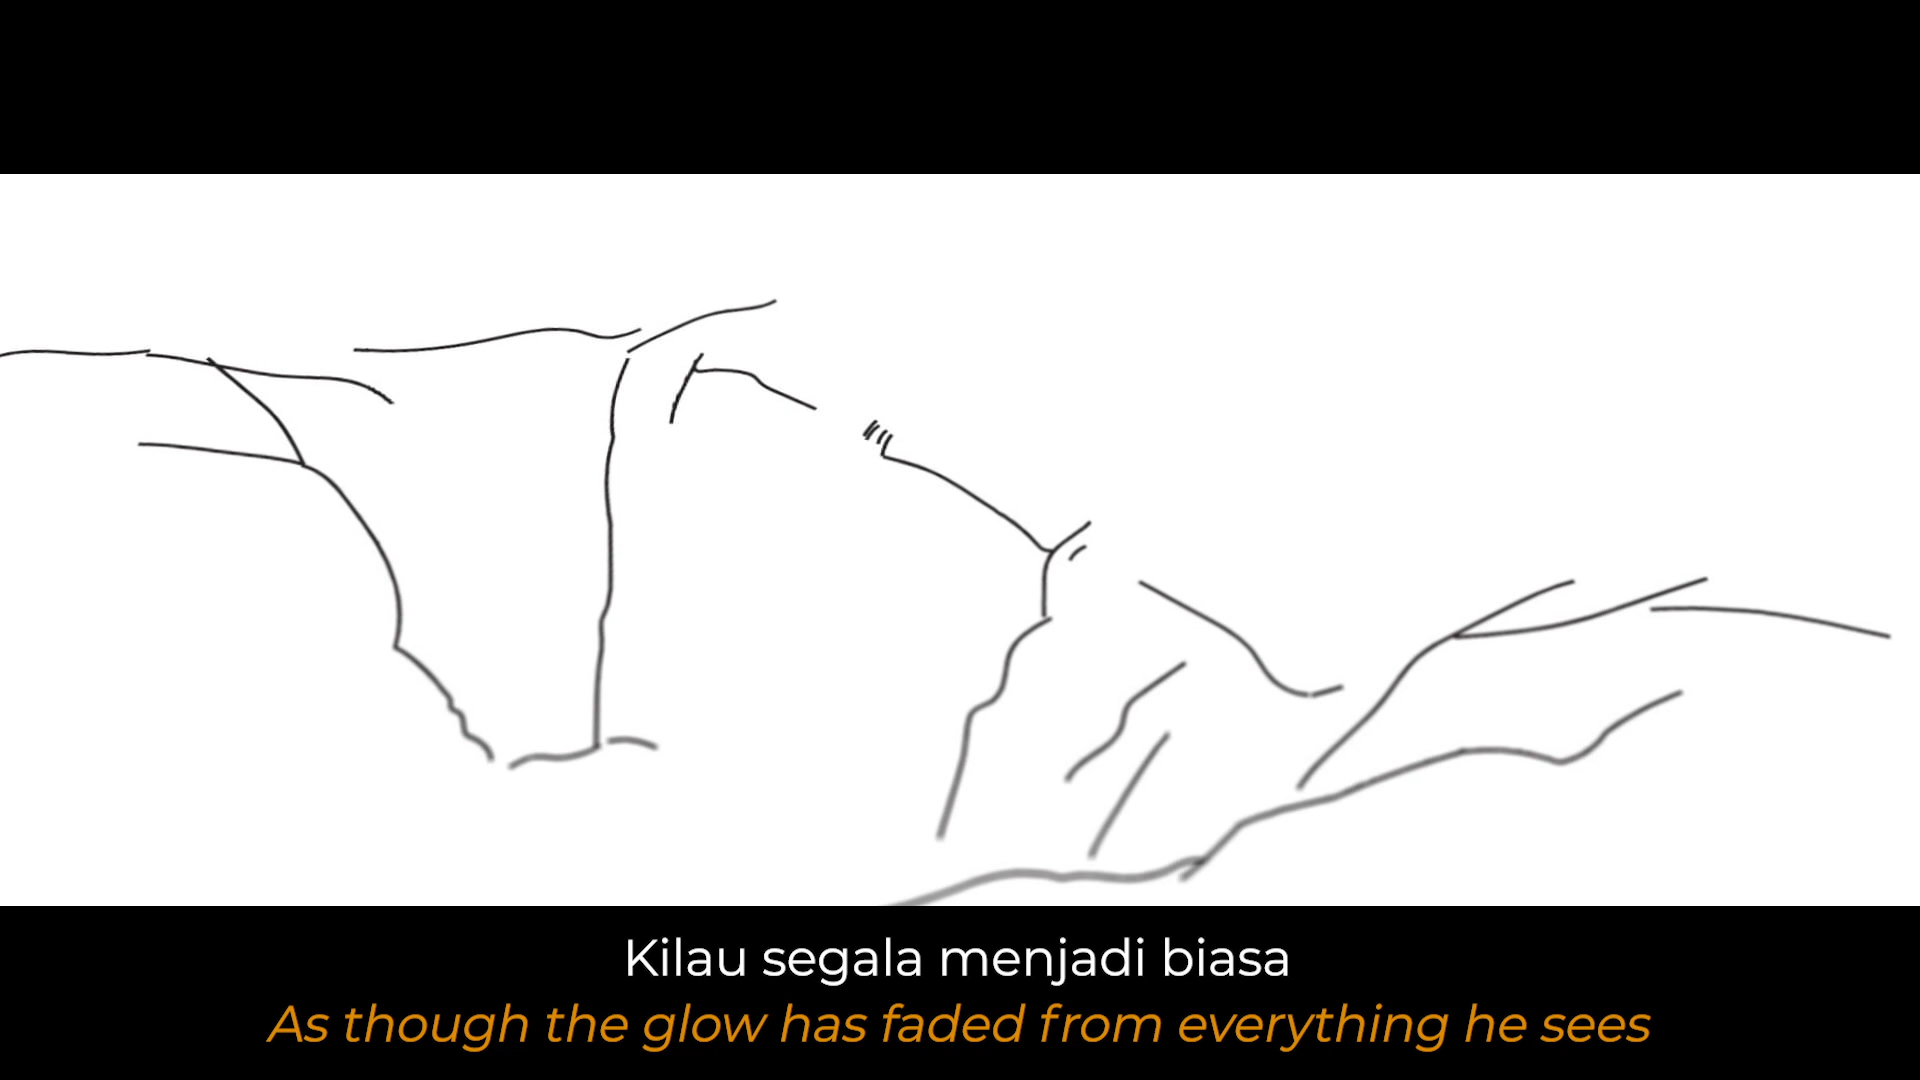 Kilau segala menjadi biasa
As though the glow has faded from everything he sees